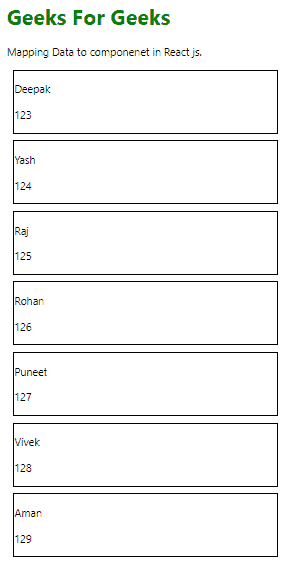 Geeks For Geeks
Mapping Data to componenet in React js.
Deepak
123
Yash
124
Raj
125
Rohan
126
Puneet
127
Vivek
128
Aman
129